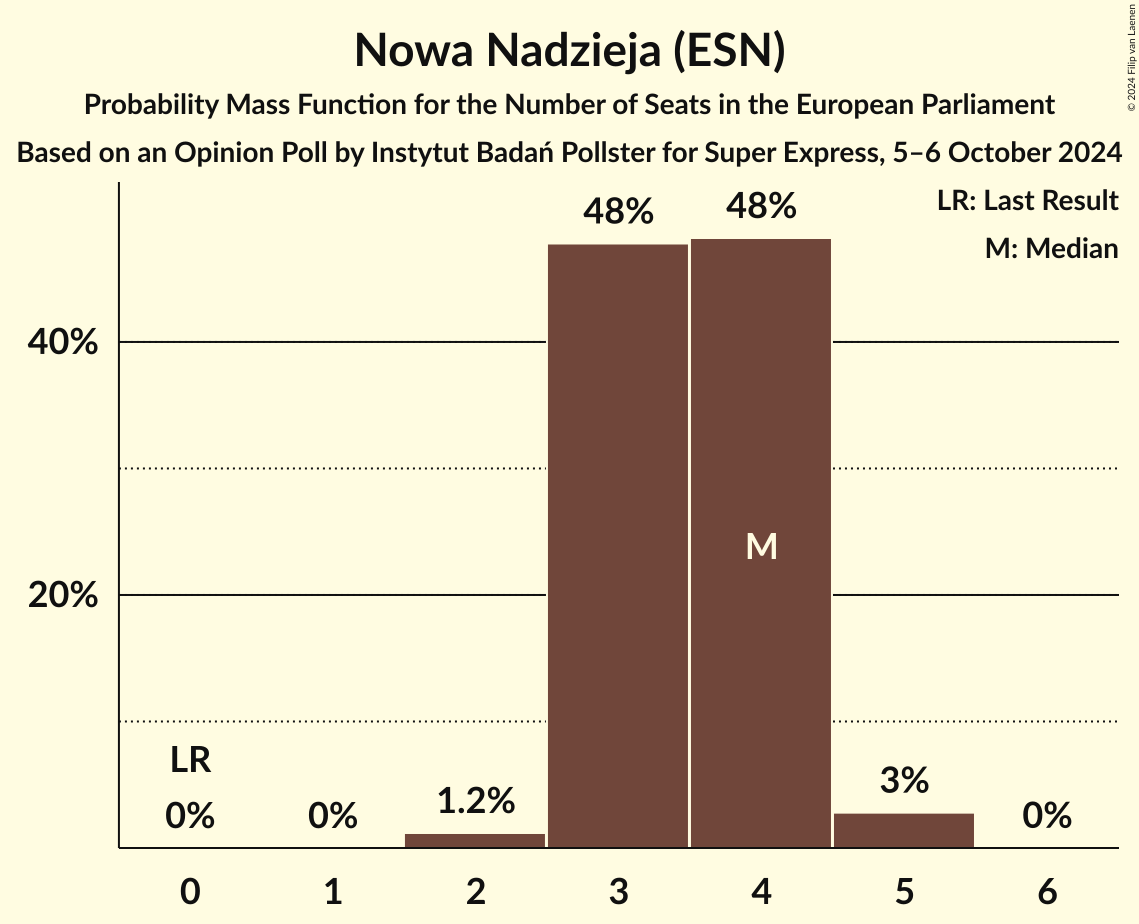 Nowa Nadzieja (ESN)
Probability Mass Function for the Number of Seats in the European Parliament
Based on an Opinion Poll by Instytut Badań Pollster for Super Express, 5–6 October 2024
© 2024 Filip van Laenen
LR: Last Result
M: Median
48%
48%
40%
M
20%
LR
0%
0%
1.2%
3%
0%
0
1
2
3
4
5
6